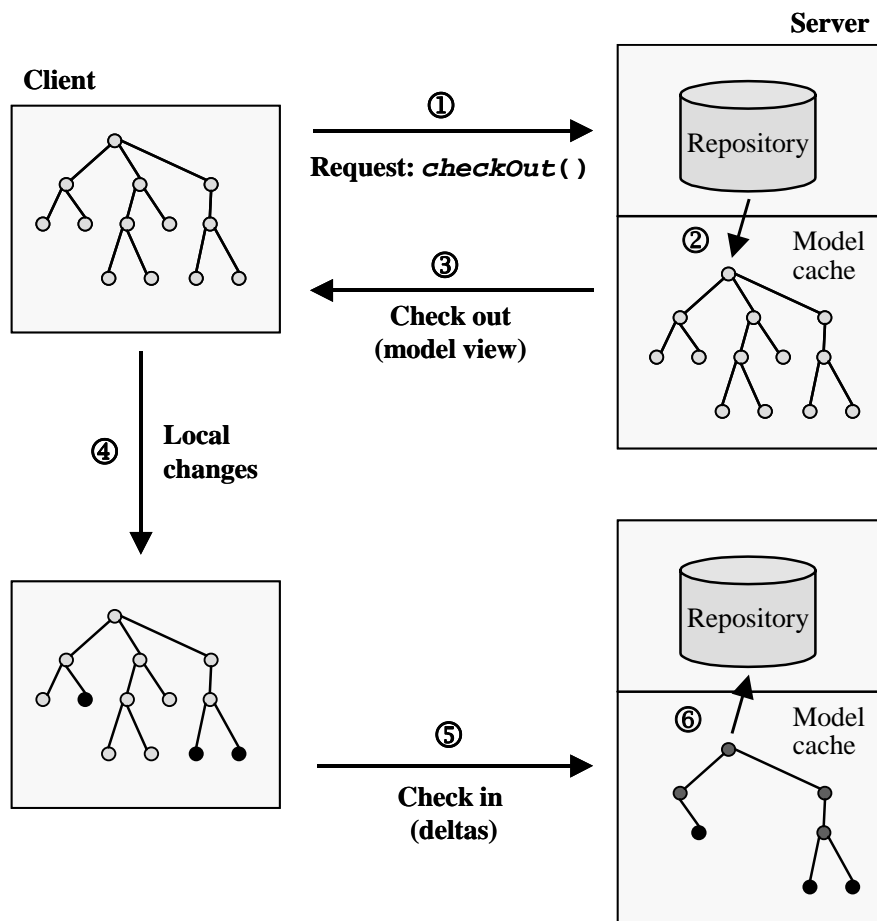 Server
Client
①
Repository
Request: checkOut()
②
Model
cache
③
Check out
(model view)
④
Local
changes
Repository
⑤
⑥
Model
cache
Check in
(deltas)